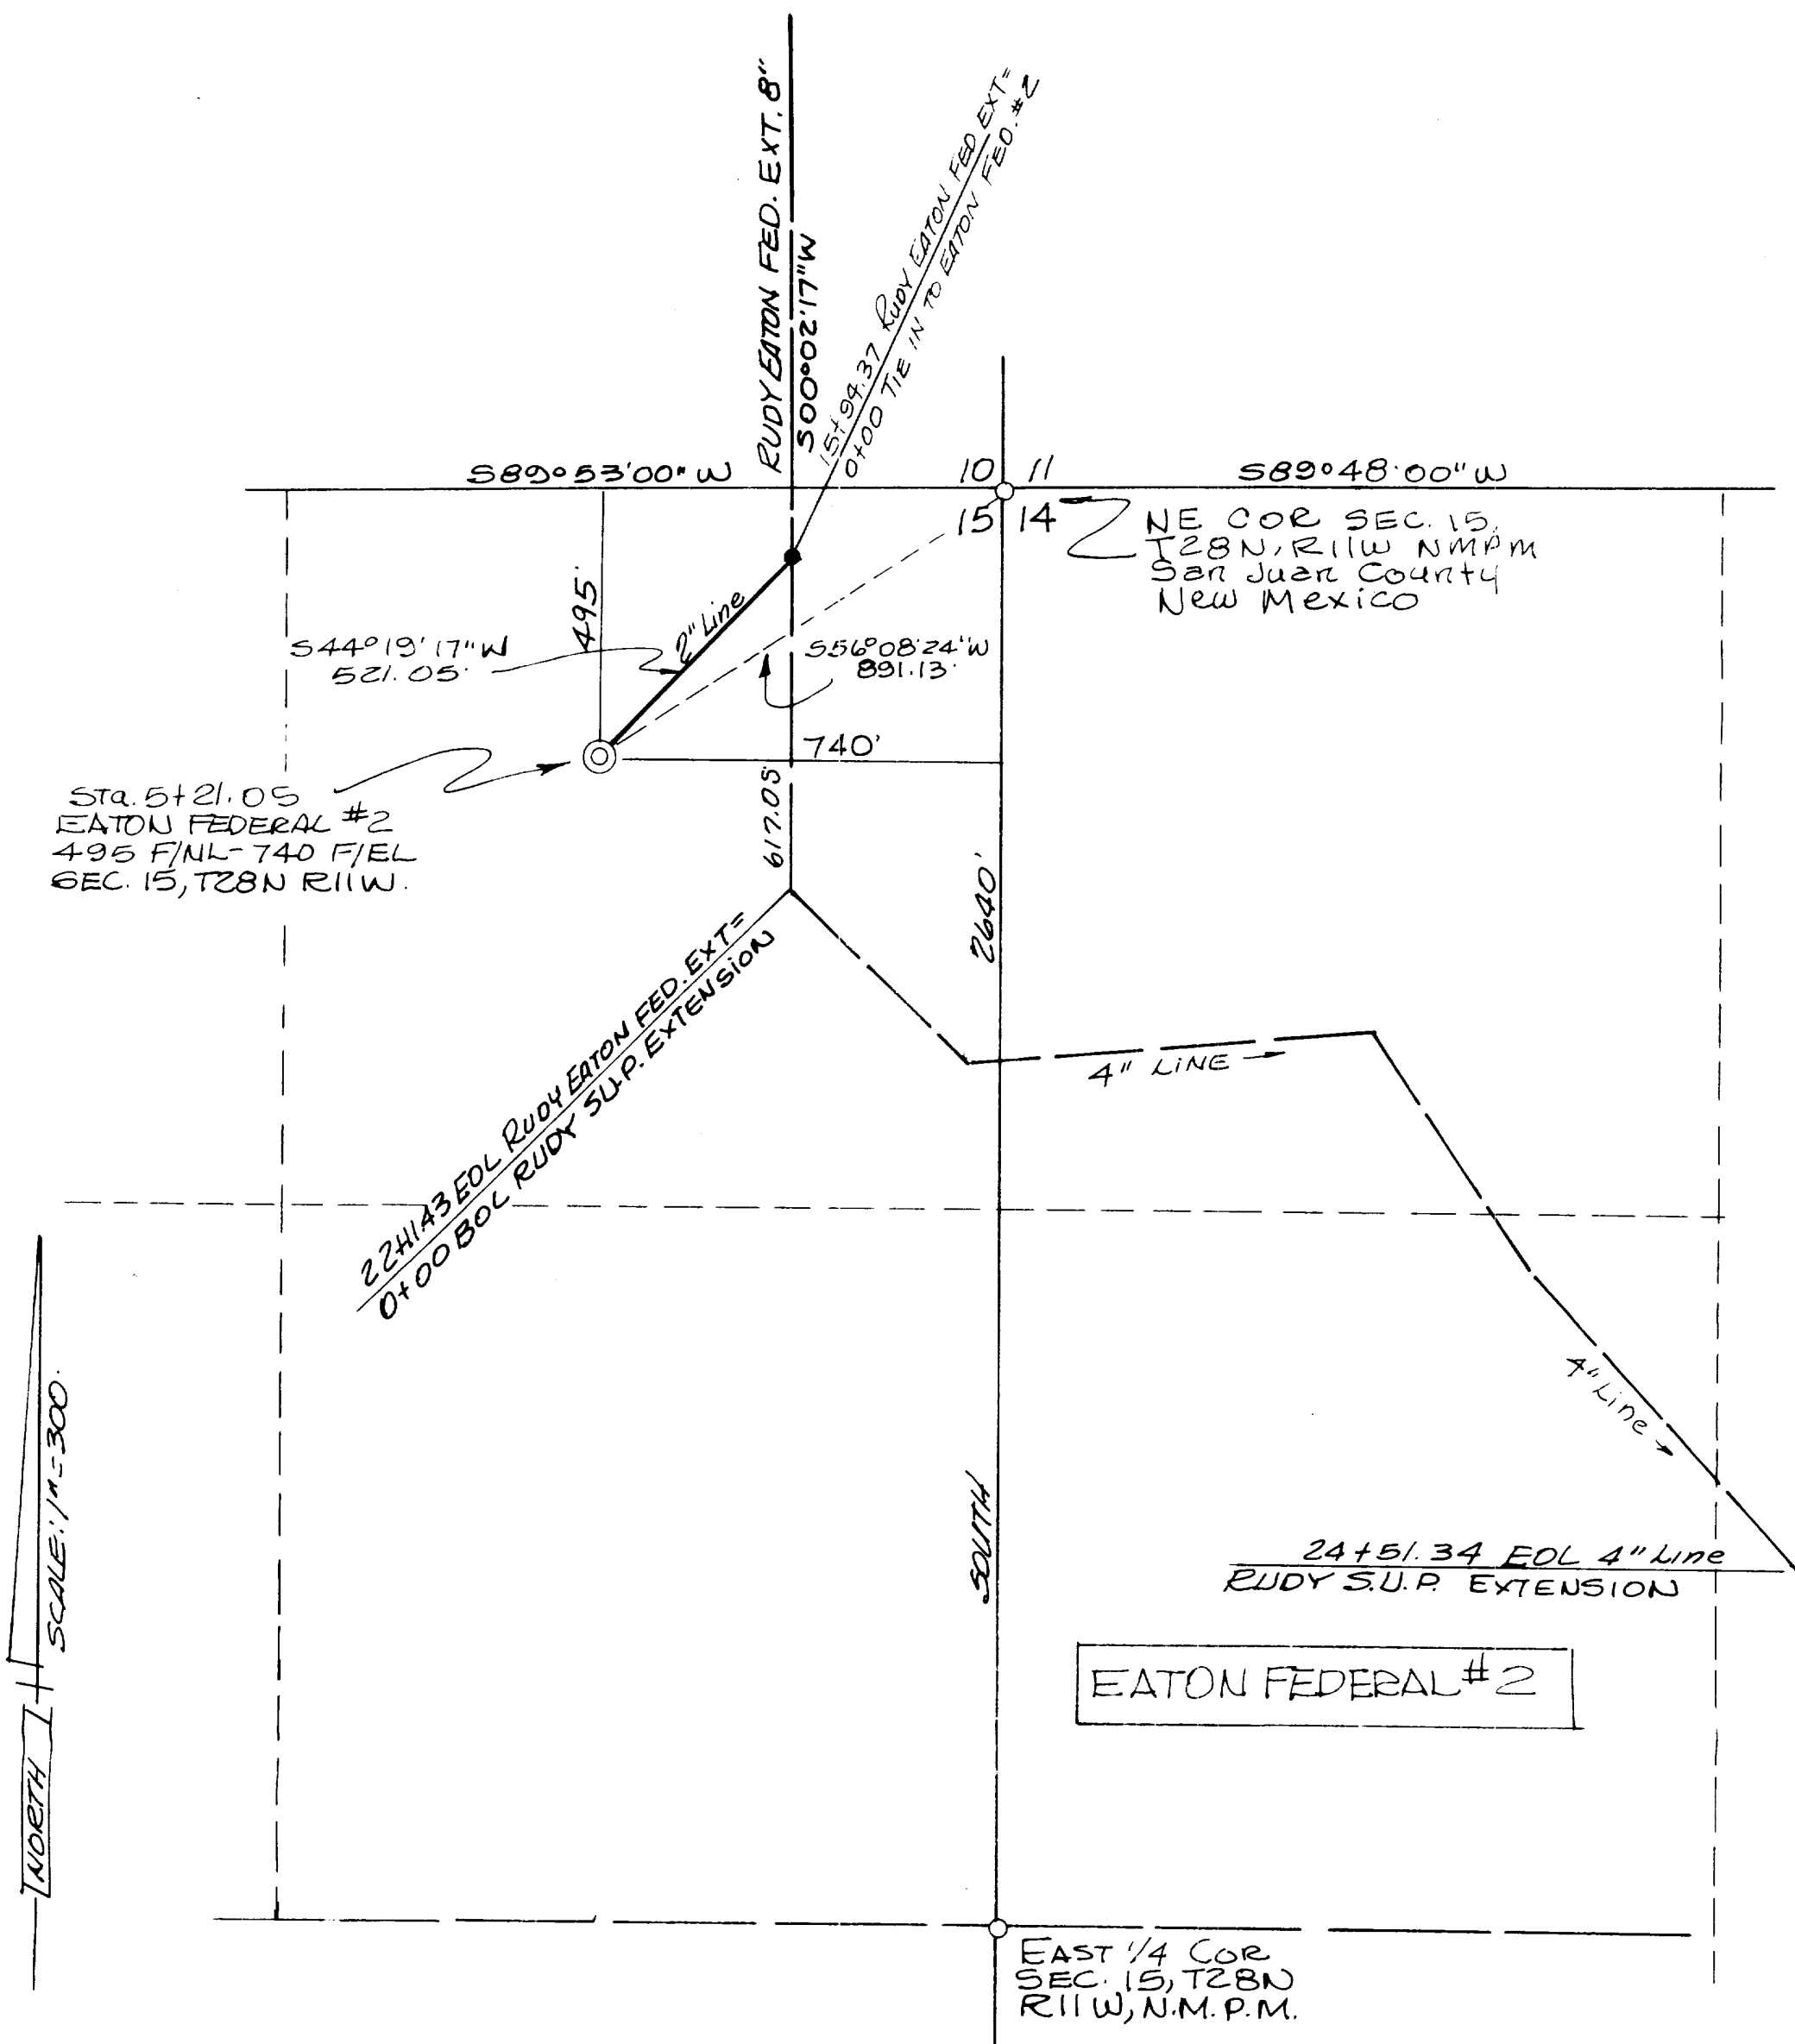 RUDY EATON FED. EXT. 8"
S00°02'17"W
15+94.37 RUDY EATON FED EXT=
0+00 TIE IN TO EATON FED. #2
S89°53'00"W
10 11
S89°48'00"W
15 14
NE COR SEC. 15,
T28N, R11W NMPM
San Juan County
New Mexico
495'
2" Line
S44°19'17"W
521.05'
S56°08'24"W
891.13'
740'
Sta. 5+21.05
EATON FEDERAL #2
495 F/NL-740 F/EL
SEC. 15, T28N R11W.
617.05'
2640'
4" LINE
EOL RUDY EATON FED. EXT=
0+00 BOL RUDY S.U.P. EXTENSION
4" Line
SCALE: 1"=300'
NORTH
SOUTH
24+51.34 EOL 4" Line
RUDY S.U.P. EXTENSION
EATON FEDERAL #2
EAST 1/4 COR
SEC. 15, T28N
R11W, N.M.P.M.